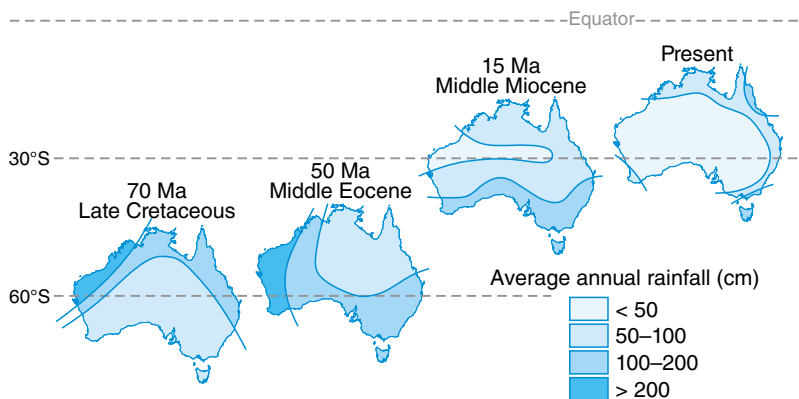 Equator
Present
15 Ma
Middle Miocene
30°S
50 Ma
Middle Eocene
70 Ma
Late Cretaceous
60°S
Average annual rainfall (cm)
< 50
50–100
100–200
> 200